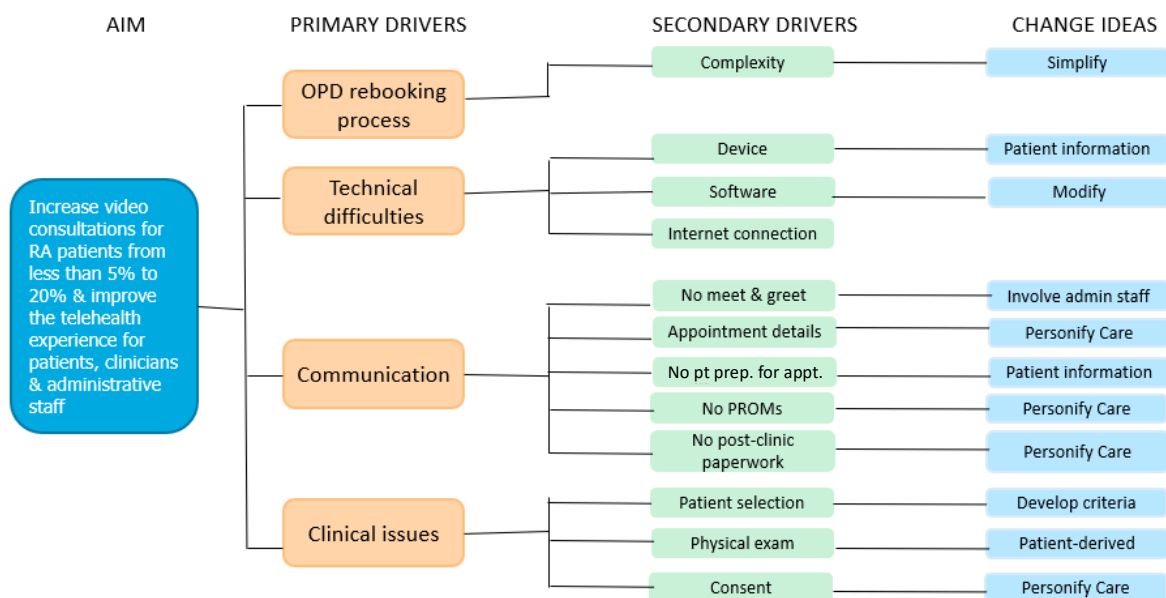 AIM
PRIMARY DRIVERS
SECONDARY DRIVERS
CHANGE IDEAS
Increase video
consultations for
RA patients from
less than 5% to
20% & improve
the telehealth
experience for
patients, clinicians
& administrative
staff
OPD rebooking
process
Complexity
Simplify
Technical
difficulties
Device
Patient information
Software
Modify
Internet connection
Communication
No meet & greet
Involve admin staff
Appointment details
Personify Care
No pt prep. for appt.
Patient information
No PROMs
Personify Care
No post-clinic
paperwork
Personify Care
Clinical issues
Patient selection
Develop criteria
Physical exam
Patient-derived
Consent
Personify Care